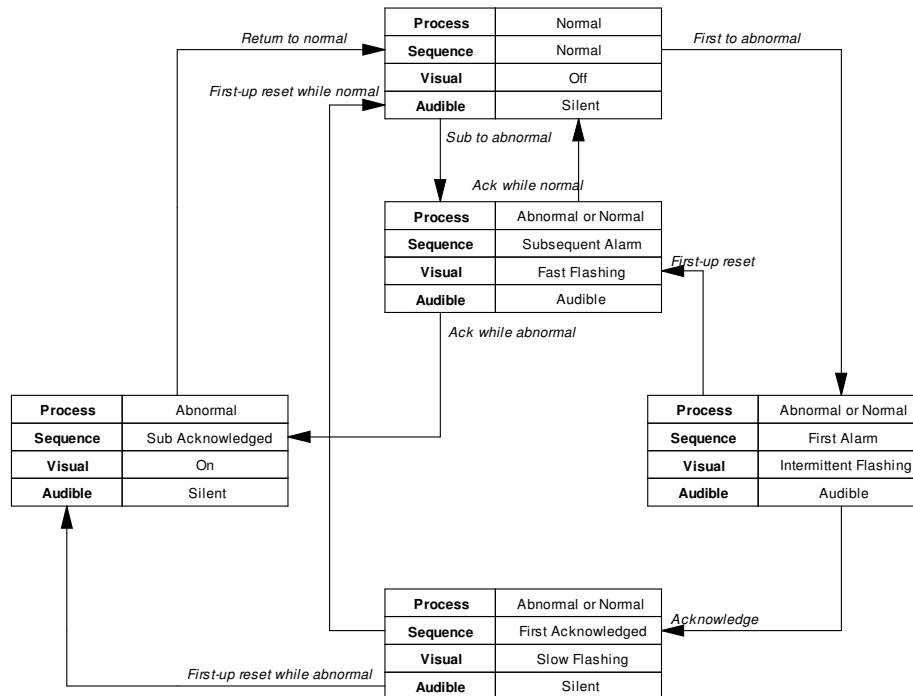 Process Normal
Return to normal
Sequence Normal
First to abnormal
Visual Off
First-up reset while normal
Audible Silent
Sub to abnormal
Ack while normal
Process Abnormal or Normal
Sequence Subsequent Alarm
Visual Fast Flashing
First-up reset
Audible Audible
Ack while abnormal
Process Abnormal
Sequence Sub Acknowledged
Visual On
Audible Silent
Process Abnormal or Normal
Sequence First Alarm
Visual Intermittent Flashing
Audible Audible
Process Abnormal or Normal
Acknowledge
Sequence First Acknowledged
Visual Slow Flashing
First-up reset while abnormal
Audible Silent